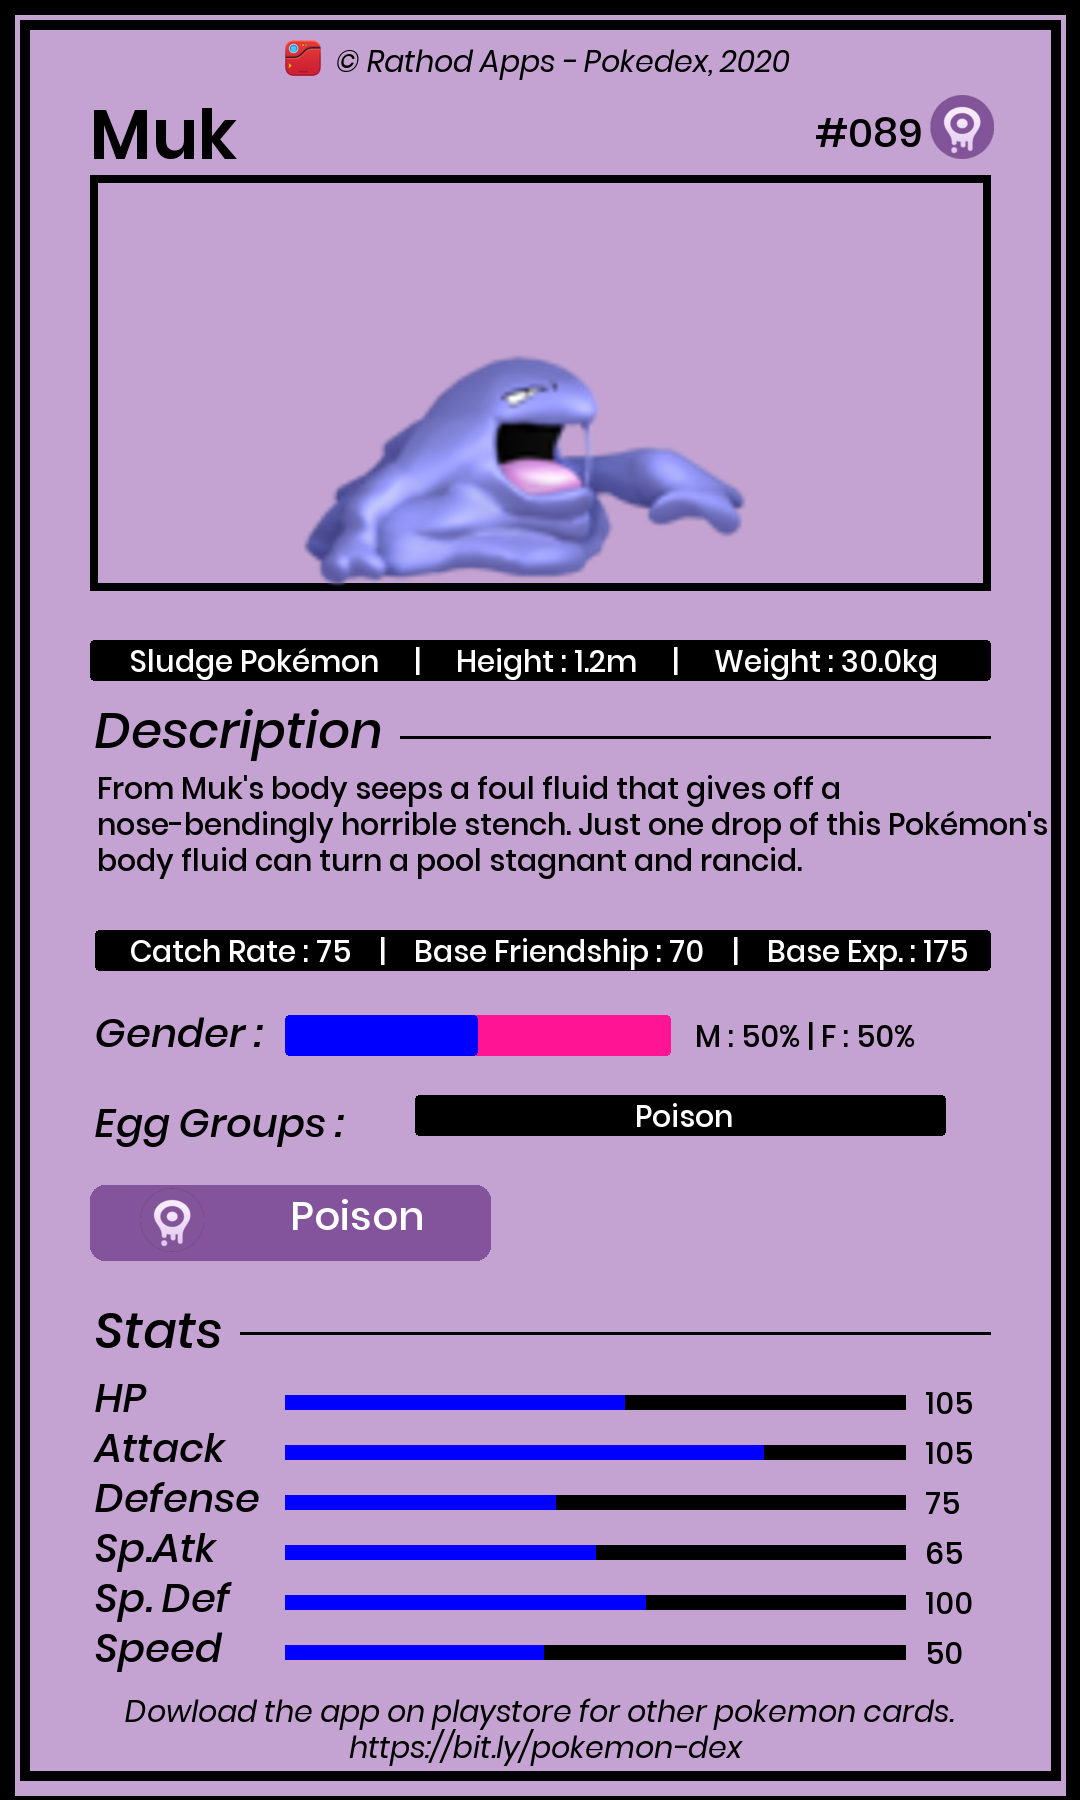 © Rathod Apps - Pokedex, 2020
Muk
#089
Sludge Pokémon | Height : 1.2m | Weight : 30.0kg
Description
From Muk's body seeps a foul fluid that gives off a
nose-bendingly horrible stench. Just one drop of this Pokémon's
body fluid can turn a pool stagnant and rancid.
Catch Rate : 75 | Base Friendship : 70 | Base Exp. : 175
Gender : M : 50% | F : 50%
Egg Groups : Poison
Poison
Stats
HP 105
Attack 105
Defense 75
Sp.Atk 65
Sp. Def 100
Speed 50
Dowload the app on playstore for other pokemon cards.
https://bit.ly/pokemon-dex